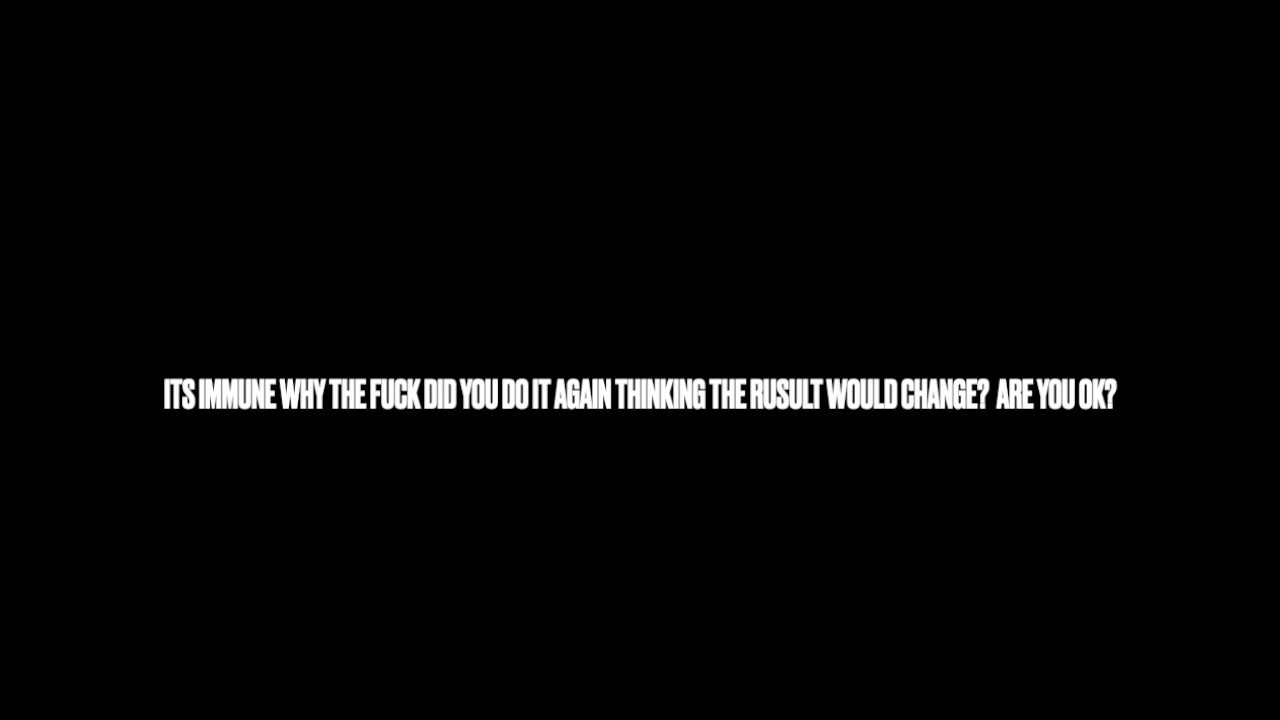 ITS IMMUNE WHY THE FUCK DID YOU DO IT AGAIN THINKING THE RUSULT WOULD CHANGE?  ARE YOU OK?